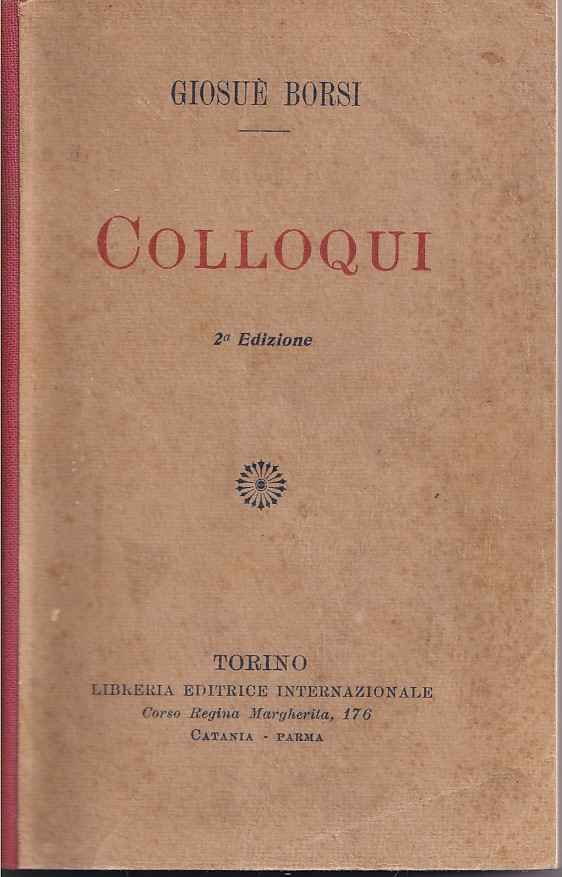 GIOSUÈ BORSI
COLLOQUI
2ª Edizione
TORINO
LIBRERIA EDITRICE INTERNAZIONALE
Corso Regina Margherita, 176
CATANIA - PARMA